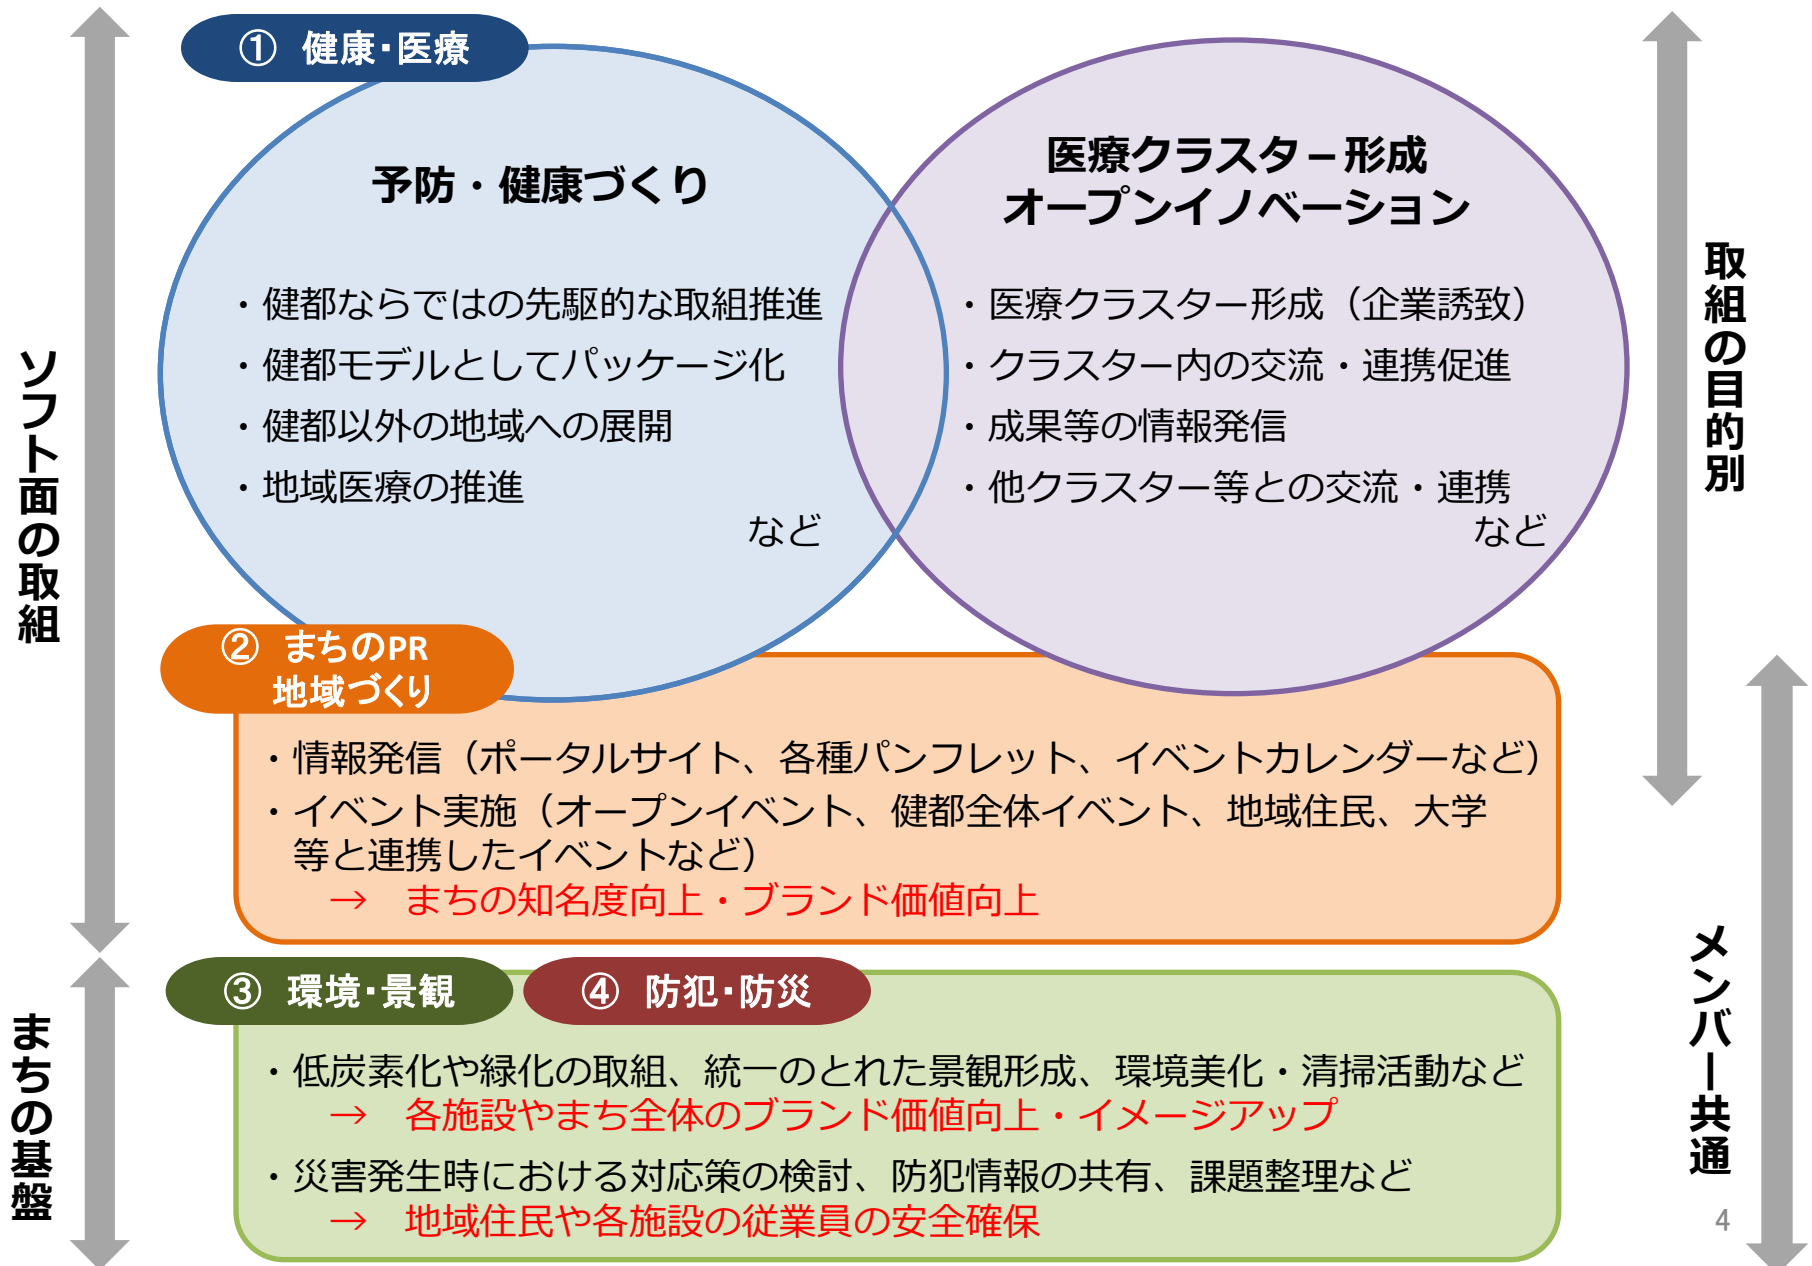 ① 健康・医療
予防・健康づくり
・健都ならではの先駆的な取組推進
・健都モデルとしてパッケージ化
・健都以外の地域への展開
・地域医療の推進
など
医療クラスター形成
オープンイノベーション
・医療クラスター形成（企業誘致）
・クラスター内の交流・連携促進
・成果等の情報発信
・他クラスター等との交流・連携
など
② まちのPR
地域づくり
・情報発信（ポータルサイト、各種パンフレット、イベントカレンダーなど）
・イベント実施（オープンイベント、健都全体イベント、地域住民、大学
等と連携したイベントなど）
→ まちの知名度向上・ブランド価値向上
③ 環境・景観
④ 防犯・防災
・低炭素化や緑化の取組、統一のとれた景観形成、環境美化・清掃活動など
→ 各施設やまち全体のブランド価値向上・イメージアップ
・災害発生時における対応策の検討、防犯情報の共有、課題整理など
→ 地域住民や各施設の従業員の安全確保
ソフト面の取組
まちの基盤
取組の目的別
メンバー共通
4